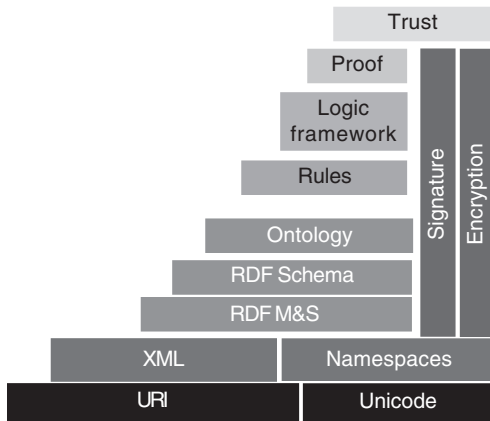 Trust
Proof
Logic
framework
Rules
Ontology
RDF Schema
RDF M&S
Signature
Encryption
XML
Namespaces
URI
Unicode